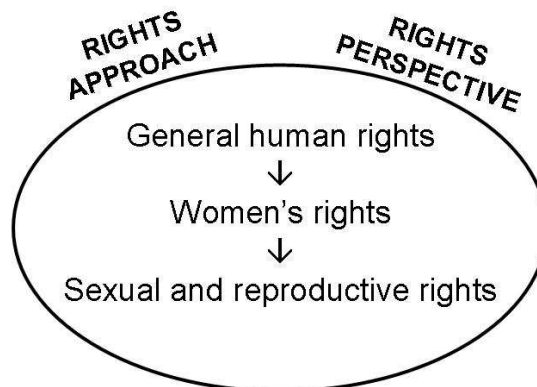 RIGHTS
APPROACH
RIGHTS
PERSPECTIVE
General human rights
↓
Women's rights
↓
Sexual and reproductive rights